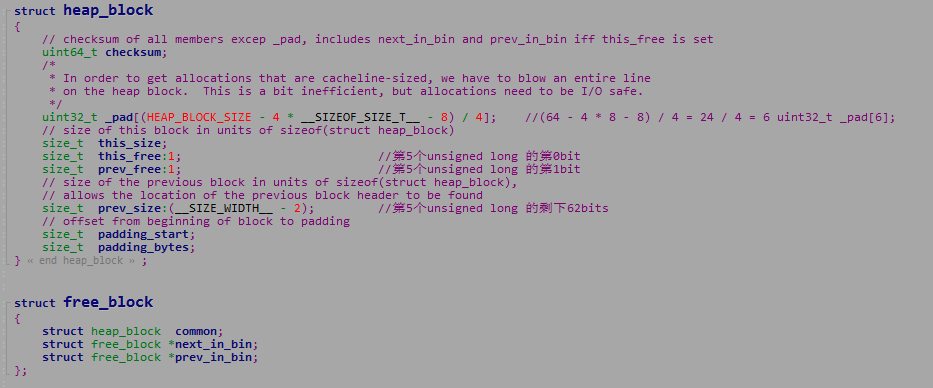 struct heap_block
{
// checksum of all members excep _pad, includes next_in_bin and prev_in_bin iff this_free is set
uint64_t checksum;
/*
* In order to get allocations that are cacheline-sized, we have to blow an entire line
* on the heap block.  This is a bit inefficient, but allocations need to be I/O safe.
*/
uint32_t _pad[(HEAP_BLOCK_SIZE - 4 * __SIZEOF_SIZE_T__ - 8) / 4];    //(64 - 4 * 8 - 8) / 4 = 24 / 4 = 6 uint32_t _pad[6];
// size of this block in units of sizeof(struct heap_block)
size_t  this_size;
size_t  this_free:1;    //第5个unsigned long 的第0bit
size_t  prev_free:1;    //第5个unsigned long 的第1bit
// size of the previous block in units of sizeof(struct heap_block),
// allows the location of the previous block header to be found
size_t  prev_size:(__SIZE_WIDTH__ - 2);    //第5个unsigned long 的剩下62bits
// offset from beginning of block to padding
size_t  padding_start;
size_t  padding_bytes;
} « end heap_block » ;
struct free_block
{
struct heap_block  common;
struct free_block *next_in_bin;
struct free_block *prev_in_bin;
};